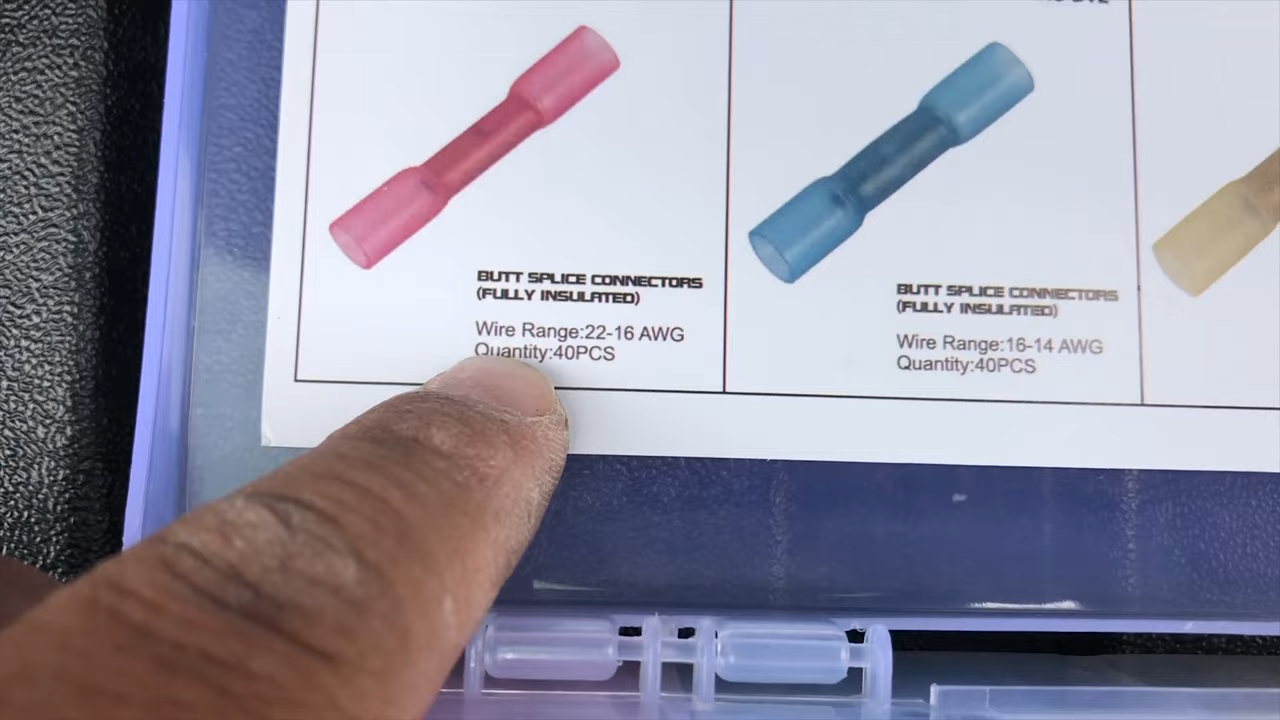 BUTT SPLICE CONNECTORS
(FULLY INSULATED)
Wire Range:22-16 AWG
Quantity:40PCS
BUTT SPLICE CONNECTORS
(FULLY INSULATED)
Wire Range:16-14 AWG
Quantity:40PCS